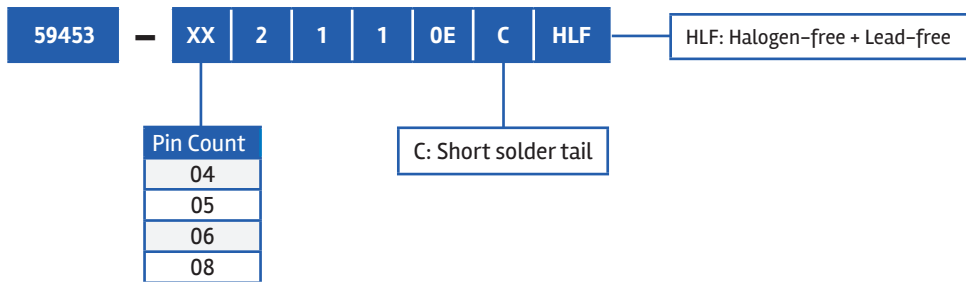 59453 – XX 2 1 1 0E C HLF HLF: Halogen-free + Lead-free
Pin Count
04
05
06
08
C: Short solder tail